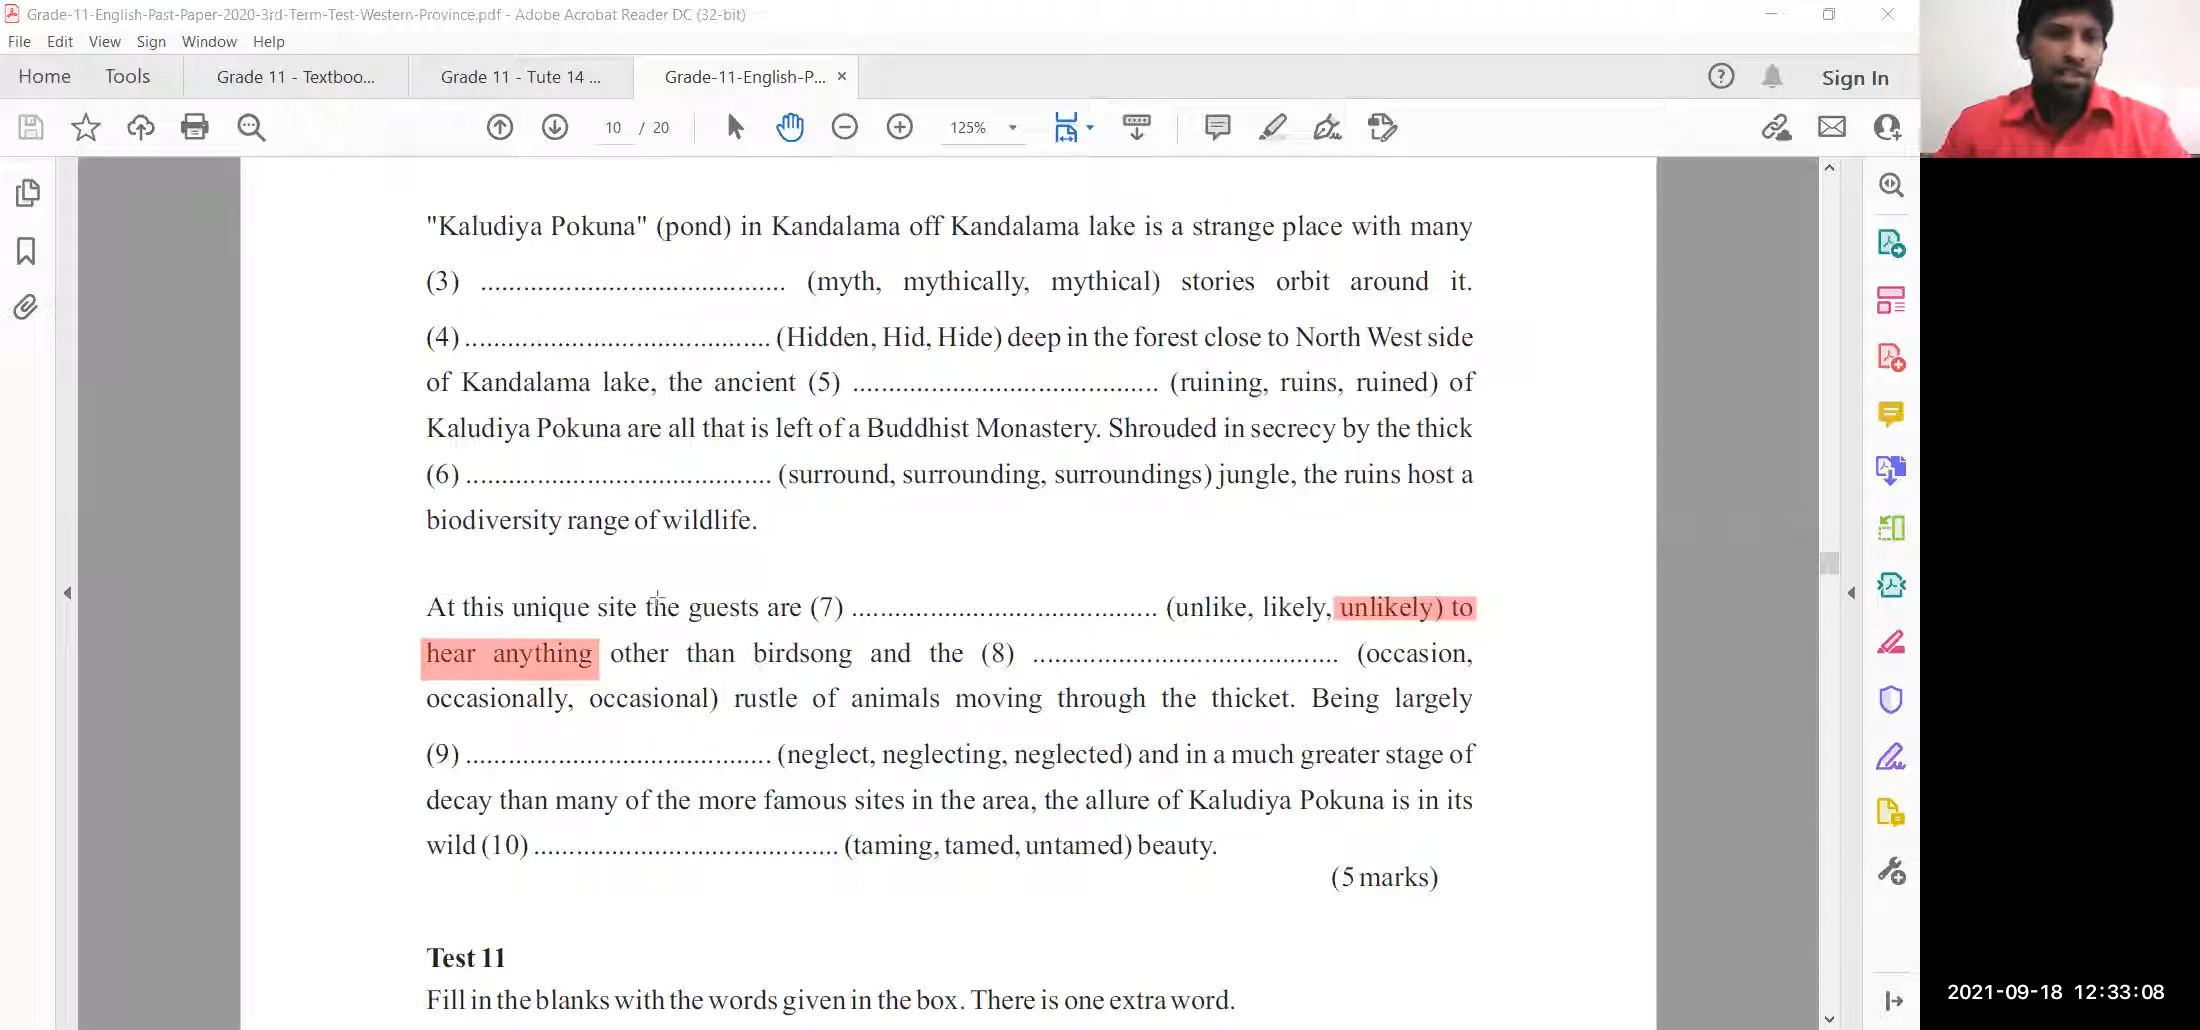 Grade-11-English-Past-Paper-2020-3rd-Term-Test-Western-Province.pdf - Adobe Acrobat Reader DC (32-bit)
File Edit View Sign Window Help
Home Tools Grade 11 - Textboo... Grade 11 - Tute 14 ... Grade-11-English-P... × Sign In
10 / 20 125%
"Kaludiya Pokuna" (pond) in Kandalama off Kandalama lake is a strange place with many
(3) .......................................... (myth, mythically, mythical) stories orbit around it.
(4) .......................................... (Hidden, Hid, Hide) deep in the forest close to North West side
of Kandalama lake, the ancient (5) .......................................... (ruining, ruins, ruined) of
Kaludiya Pokuna are all that is left of a Buddhist Monastery. Shrouded in secrecy by the thick
(6) .......................................... (surround, surrounding, surroundings) jungle, the ruins host a
biodiversity range of wildlife.
At this unique site the guests are (7) .......................................... (unlike, likely, unlikely) to
hear anything other than birdsong and the (8) .......................................... (occasion,
occasionally, occasional) rustle of animals moving through the thicket. Being largely
(9) .......................................... (neglect, neglecting, neglected) and in a much greater stage of
decay than many of the more famous sites in the area, the allure of Kaludiya Pokuna is in its
wild (10) .......................................... (taming, tamed, untamed) beauty.
(5 marks)
Test 11
Fill in the blanks with the words given in the box. There is one extra word.
2021-09-18 12:33:08